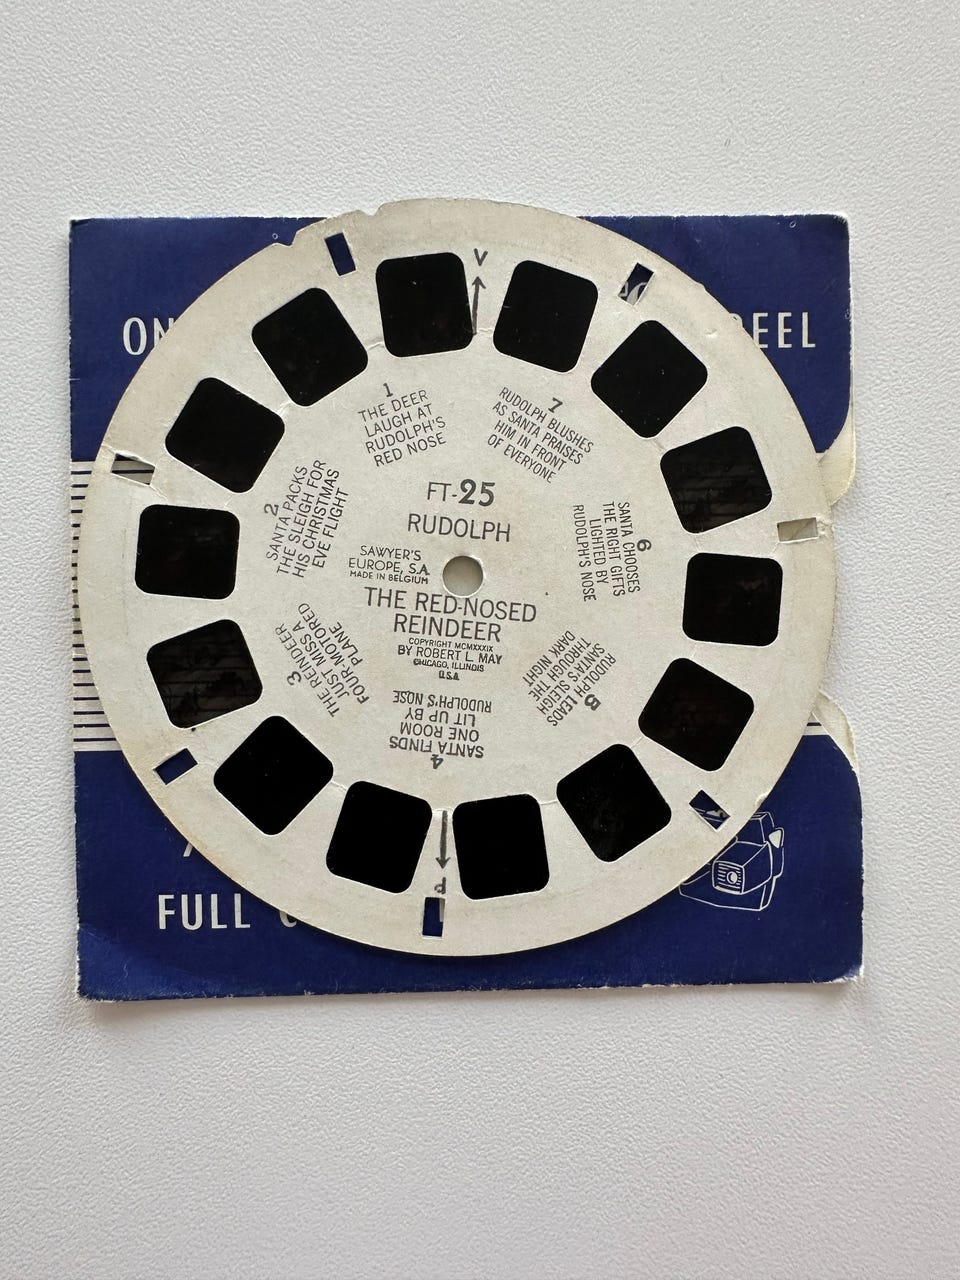 ON
REEL
V
1
THE DEER
LAUGH AT
RUDOLPH'S
RED NOSE
7
RUDOLPH BLUSHES
AS SANTA PRAISES
HIM IN FRONT
OF EVERYONE
2
SANTA PACKS
THE SLEIGH FOR
HIS CHRISTMAS
EVE FLIGHT
FT-25
RUDOLPH
SAWYER'S
EUROPE, S.A.
MADE IN BELGIUM
THE RED-NOSED
REINDEER
COPYRIGHT MCMXXXIX
BY ROBERT L. MAY
CHICAGO, ILLINOIS
U.S.A.
6
SANTA CHOOSES
THE RIGHT GIFTS
LIGHTED BY
RUDOLPH'S NOSE
3
THE REINDEER
JUST MISS A
FOUR-MOTORED
PLANE
4
SANTA FINDS
ONE ROOM
LIT UP BY
RUDOLPH'S NOSE
RUDOLPH LEADS
SANTA'S SLEIGH
THROUGH THE
DARK NIGHT
P
FULL